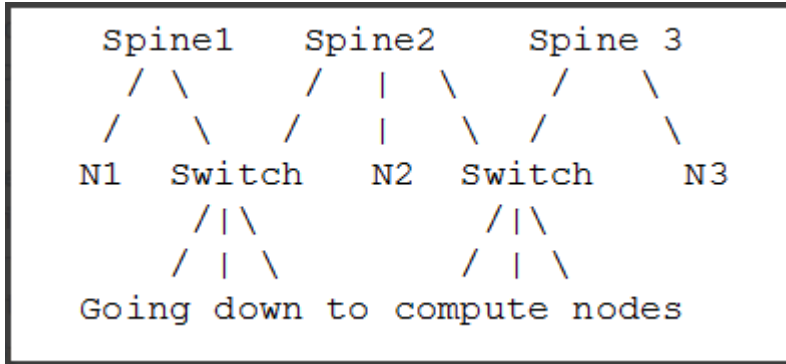 Spine1 Spine2 Spine 3
/ \ / | \ / \
/ \ / | \ / \
N1 Switch N2 Switch N3
/|\ /|\
/ | \ / | \
Going down to compute nodes